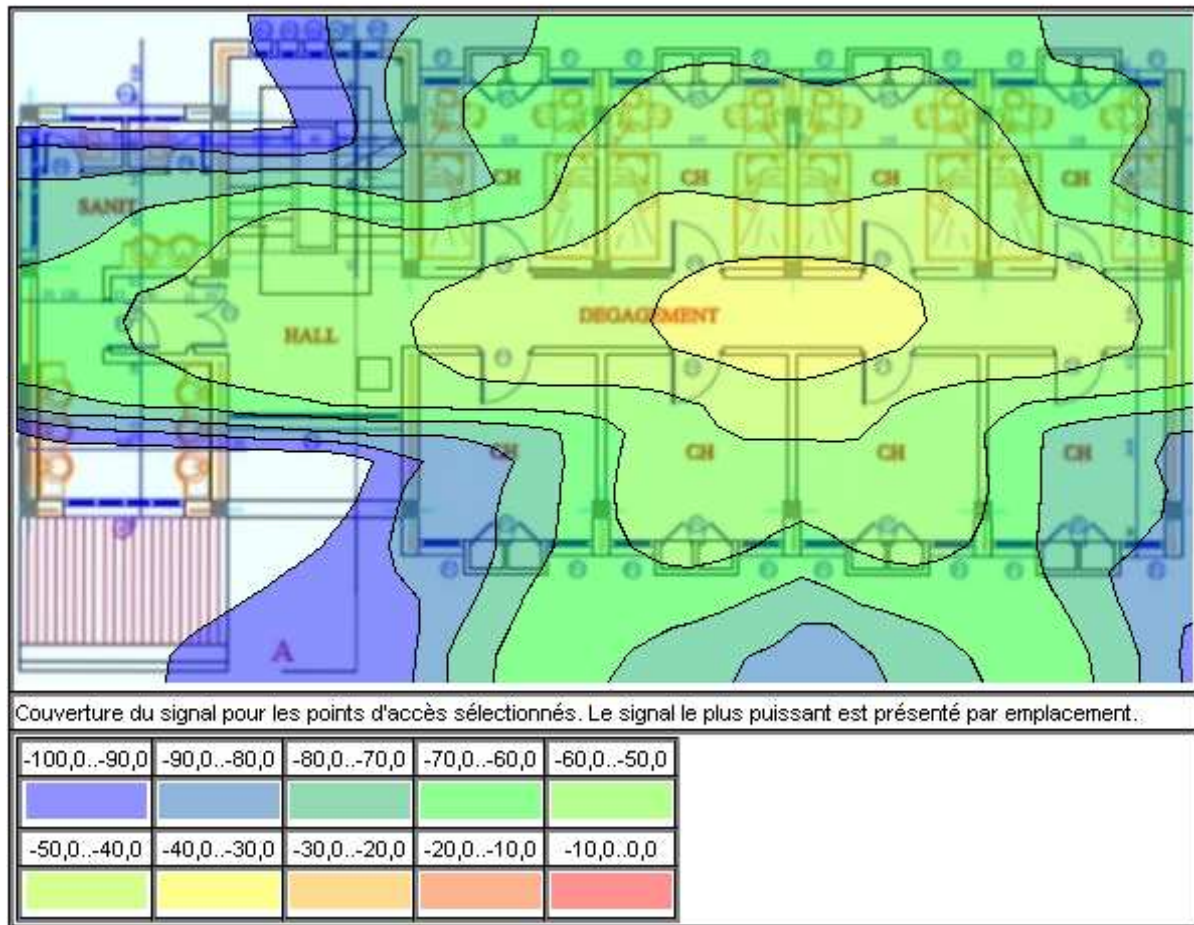 CH CH CH CH
SANIT
DEGAGEMENT
HALL
CH CH CH CH
A
Couverture du signal pour les points d'accès sélectionnés. Le signal le plus puissant est présenté par emplacement.
-100,0..-90,0 -90,0..-80,0 -80,0..-70,0 -70,0..-60,0 -60,0..-50,0
-50,0..-40,0 -40,0..-30,0 -30,0..-20,0 -20,0..-10,0 -10,0..0,0